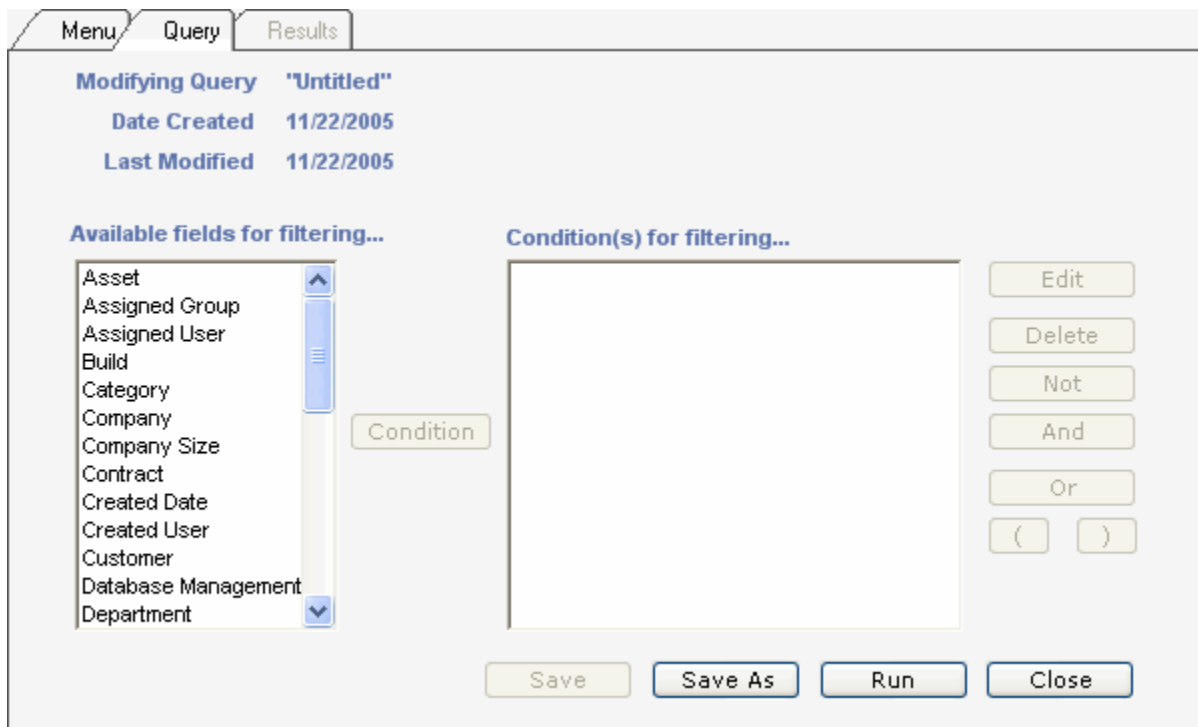 Menu Query Results
Modifying Query "Untitled"
Date Created 11/22/2005
Last Modified 11/22/2005
Available fields for filtering...
Asset
Assigned Group
Assigned User
Build
Category
Company
Company Size
Contract
Created Date
Created User
Customer
Database Management
Department
Condition
Condition(s) for filtering...
Edit
Delete
Not
And
Or
( )
Save Save As Run Close